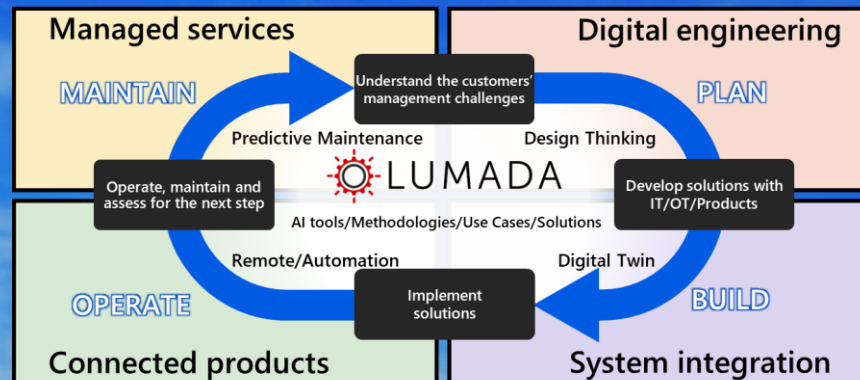 Managed services
Digital engineering
MAINTAIN
Understand the customers'
management challenges
PLAN
Predictive Maintenance
Design Thinking
LUMADA
Operate, maintain and
assess for the next step
Develop solutions with
IT/OT/Products
AI tools/Methodologies/Use Cases/Solutions
Remote/Automation
Digital Twin
OPERATE
Implement
solutions
BUILD
Connected products
System integration